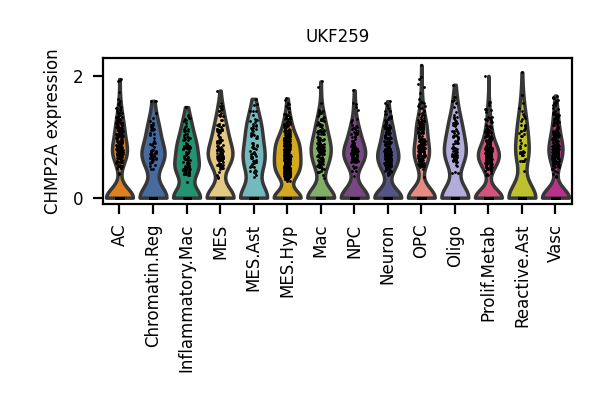 UKF259
CHMP2A expression
2
0
AC
Chromatin.Reg
Inflammatory.Mac
MES
MES.Ast
MES.Hyp
Mac
NPC
Neuron
OPC
Oligo
Prolif.Metab
Reactive.Ast
Vasc